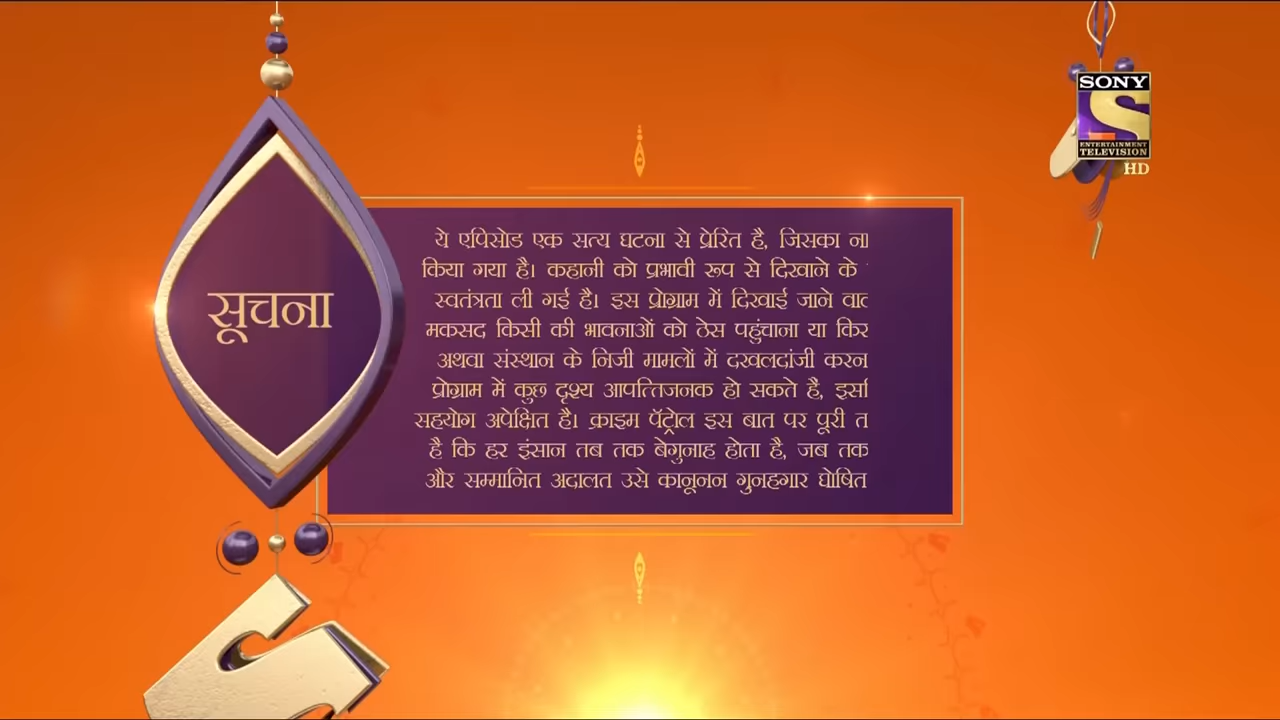 सूचना
ये एपिसोड एक सत्य घटना से प्रेरित है, जिसका
किया गया है। कहानी को प्रभावी रूप से दिखाने के
स्वतंत्रता ली गई है। इस प्रोग्राम में दिखाई जाने
मकसद किसी की भावनाओं को ठेस पहुंचाना या
अथवा संस्थान के निजी मामलों में दखलदांजी
प्रोग्राम में कुछ दृश्य आपत्तिजनक हो सकते है,
सहयोग अपेक्षित है। क्राइम पॅट्रोल इस बात पर पूरी
है कि हर इंसान तब तक बेगुनाह होता है, जब तक
और सम्मानित अदालत उसे कानूनन गुनहगार घोषित
SONY
ENTERTAINMENT
TELEVISION
HD